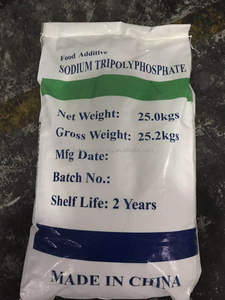 Food Additive
SODIUM TRIPOLYPHOSPHATE
Net Weight: 25.0kgs
Gross Weight: 25.2kgs
Mfg Date:
Batch No.:
Shelf Life: 2 Years
MADE IN CHINA